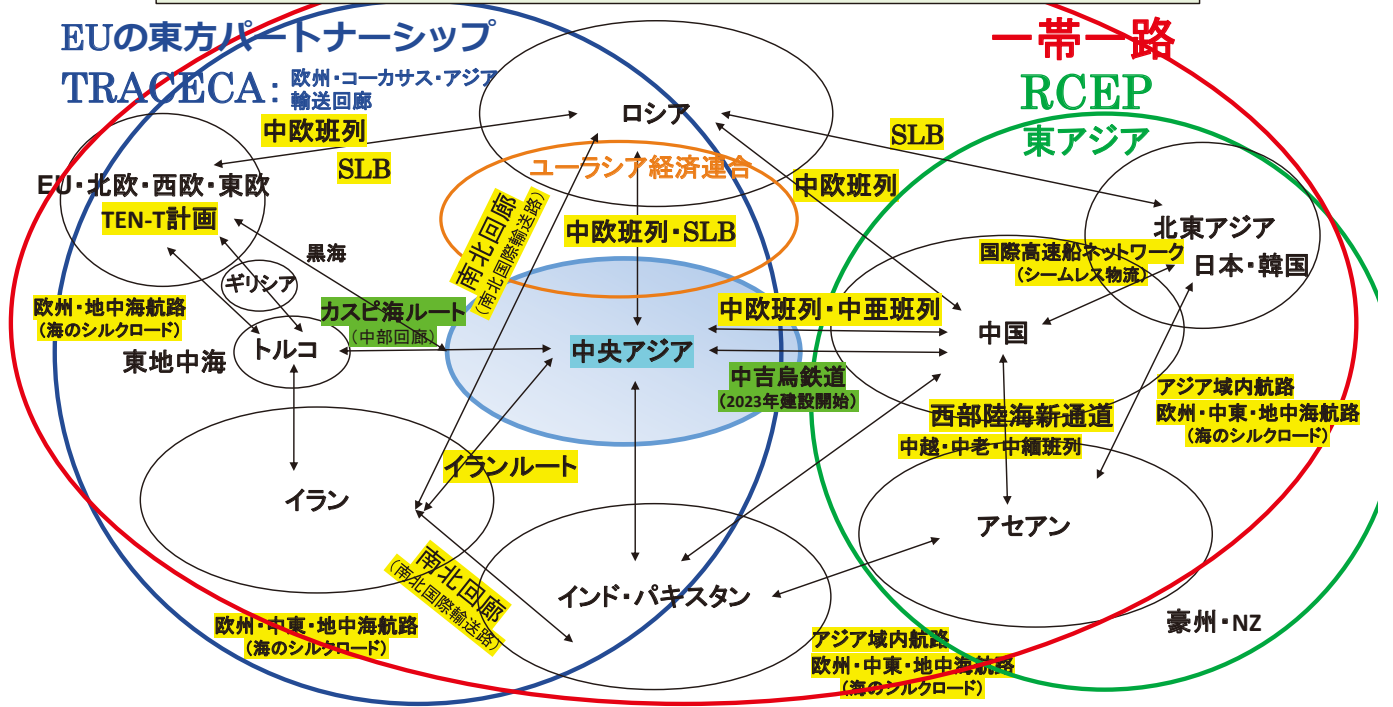 EUの東方パートナーシップ
TRACECA：欧州・コーカサス・アジア
輸送回廊
一帯一路
RCEP
東アジア
ロシア
中欧班列
SLB
SLB
ユーラシア経済連合
中欧班列
EU・北欧・西欧・東欧
TEN-T計画
南北回廊
（南北国際輸送路）
中欧班列・SLB
北東アジア
日本・韓国
国際高速船ネットワーク
（シームレス物流）
黒海
ギリシア
欧州・地中海航路
（海のシルクロード）
カスピ海ルート
（中部回廊）
中欧班列・中亜班列
中国
東地中海
トルコ
中央アジア
中吉烏鉄道
（2023年建設開始）
アジア域内航路
欧州・中東・地中海航路
（海のシルクロード）
西部陸海新通道
中越・中老・中緬班列
イランルート
イラン
アセアン
南北回廊
（南北国際輸送路）
インド・パキスタン
欧州・中東・地中海航路
（海のシルクロード）
豪州・NZ
アジア域内航路
欧州・中東・地中海航路
（海のシルクロード）